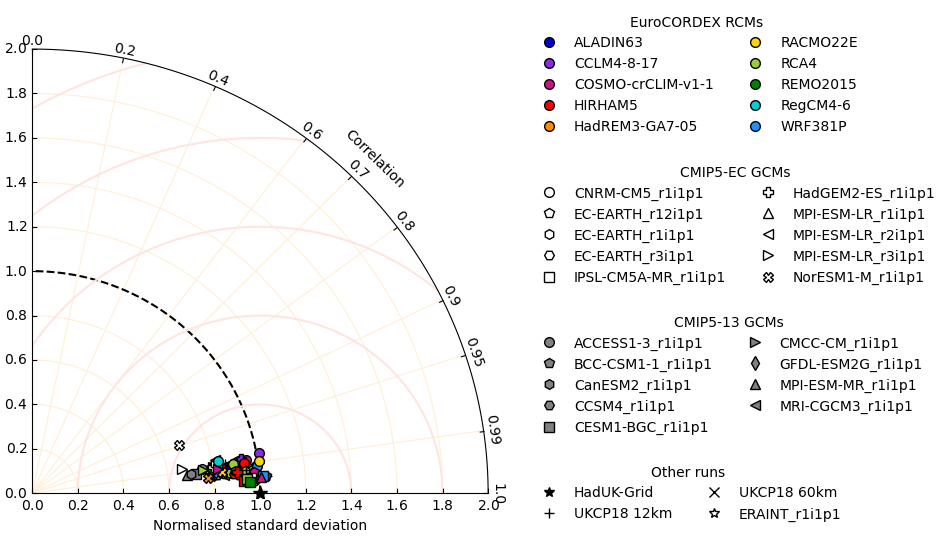 0.0
0.2
0.4
0.6
Correlation
0.7
0.8
0.9
0.95
0.99
1.0
2.0
1.8
1.6
1.4
1.2
1.0
0.8
0.6
0.4
0.2
0.0
0.0 0.2 0.4 0.6 0.8 1.0 1.2 1.4 1.6 1.8 2.0
Normalised standard deviation
EuroCORDEX RCMs
ALADIN63 RACMO22E
CCLM4-8-17 RCA4
COSMO-crCLIM-v1-1 REMO2015
HIRHAM5 RegCM4-6
HadREM3-GA7-05 WRF381P
CMIP5-EC GCMs
CNRM-CM5_r1i1p1 HadGEM2-ES_r1i1p1
EC-EARTH_r12i1p1 MPI-ESM-LR_r1i1p1
EC-EARTH_r1i1p1 MPI-ESM-LR_r2i1p1
EC-EARTH_r3i1p1 MPI-ESM-LR_r3i1p1
IPSL-CM5A-MR_r1i1p1 NorESM1-M_r1i1p1
CMIP5-13 GCMs
ACCESS1-3_r1i1p1 CMCC-CM_r1i1p1
BCC-CSM1-1_r1i1p1 GFDL-ESM2G_r1i1p1
CanESM2_r1i1p1 MPI-ESM-MR_r1i1p1
CCSM4_r1i1p1 MRI-CGCM3_r1i1p1
CESM1-BGC_r1i1p1
Other runs
HadUK-Grid UKCP18 60km
UKCP18 12km ERAINT_r1i1p1